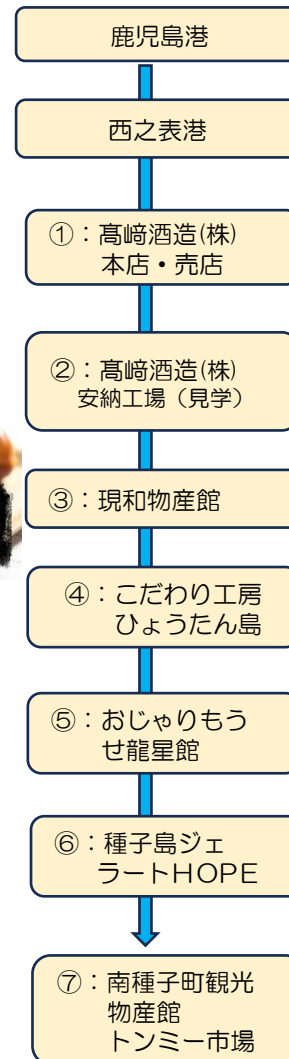 鹿児島港
西之表港
①：髙﨑酒造(株)
本店・売店
②：髙﨑酒造(株)
安納工場（見学）
③：現和物産館
④：こだわり工房
ひょうたん島
⑤：おじゃりもう
せ龍星館
⑥：種子島ジェ
ラートＨＯＰＥ
⑦：南種子町観光
物産館
トンミー市場